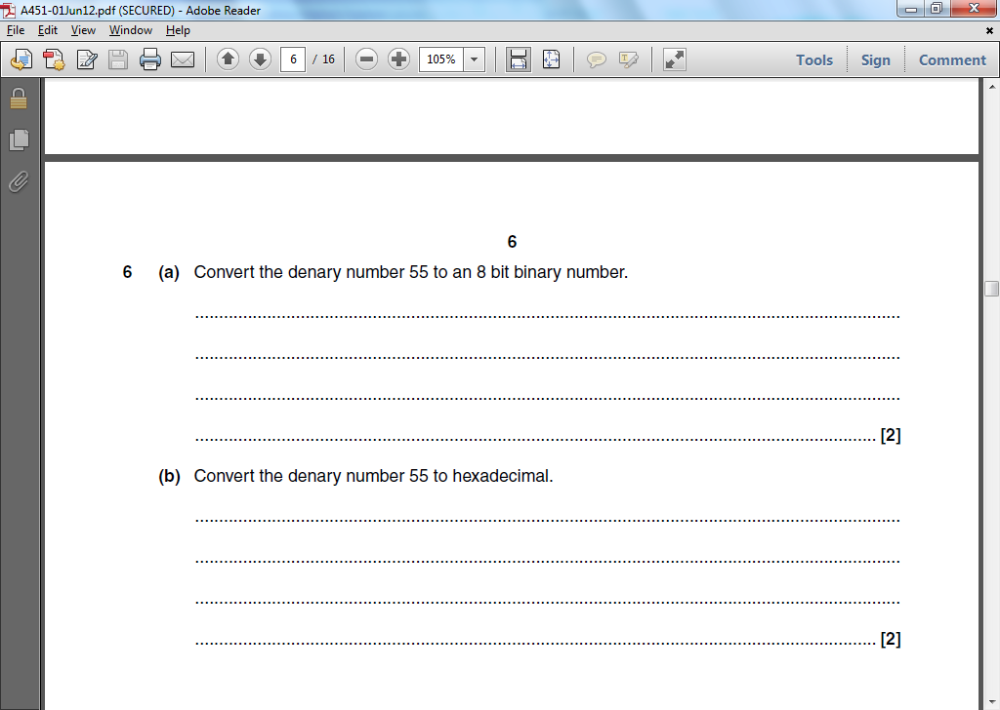 A451-01Jun12.pdf (SECURED) - Adobe Reader
File Edit View Window Help
6 / 16 105% Tools Sign Comment
6
6 (a) Convert the denary number 55 to an 8 bit binary number.
................................................................................
................................................................................
................................................................................
................................................................................ [2]
(b) Convert the denary number 55 to hexadecimal.
................................................................................
................................................................................
................................................................................
................................................................................ [2]